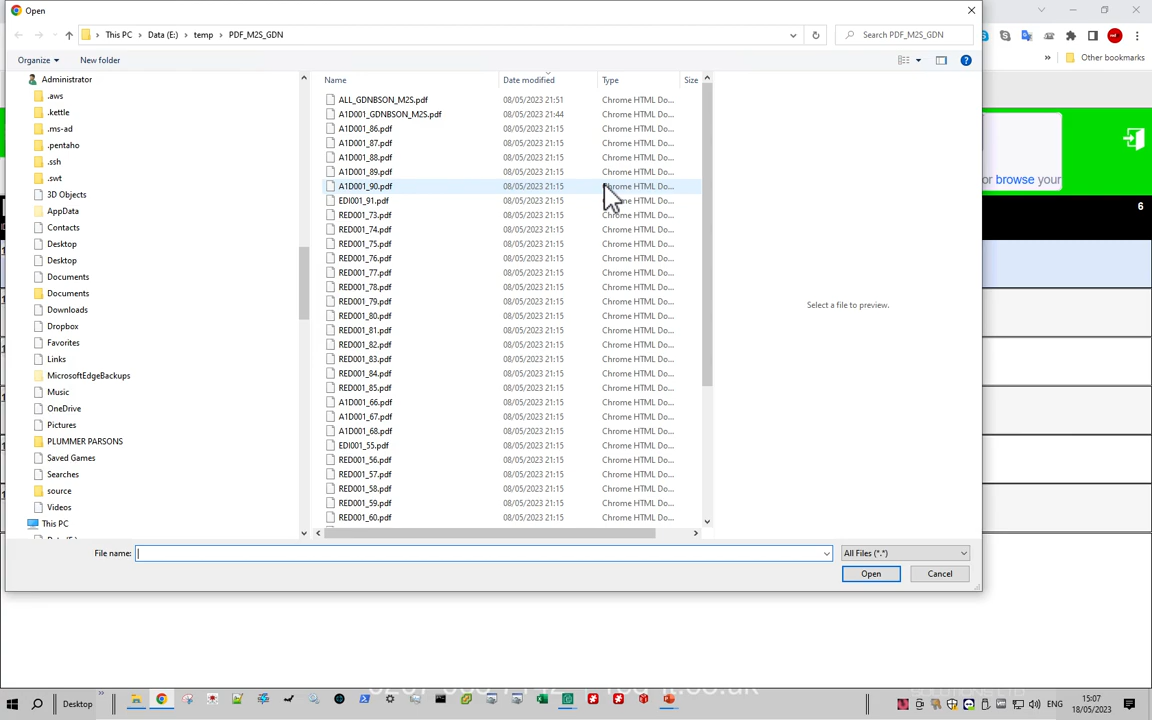 Open
This PC > Data (E:) > temp > PDF_M2S_GDN
Search PDF_M2S_GDN
Organize
New folder
Other bookmarks
Administrator
.aws
.kettle
.ms-ad
.pentaho
.ssh
.swt
3D Objects
AppData
Contacts
Desktop
Desktop
Documents
Documents
Downloads
Dropbox
Favorites
Links
MicrosoftEdgeBackups
Music
OneDrive
Pictures
PLUMMER PARSONS
Saved Games
Searches
source
Videos
This PC
Name Date modified Type Size
ALL_GDNBSON_M2S.pdf 08/05/2023 21:51 Chrome HTML Do...
A1D001_GDNBSON_M2S.pdf 08/05/2023 21:44 Chrome HTML Do...
A1D001_86.pdf 08/05/2023 21:15 Chrome HTML Do...
A1D001_87.pdf 08/05/2023 21:15 Chrome HTML Do...
A1D001_88.pdf 08/05/2023 21:15 Chrome HTML Do...
A1D001_89.pdf 08/05/2023 21:15 Chrome HTML Do...
A1D001_90.pdf 08/05/2023 21:15 Chrome HTML Do...
EDI001_91.pdf 08/05/2023 21:15 Chrome HTML Do...
RED001_73.pdf 08/05/2023 21:15 Chrome HTML Do...
RED001_74.pdf 08/05/2023 21:15 Chrome HTML Do...
RED001_75.pdf 08/05/2023 21:15 Chrome HTML Do...
RED001_76.pdf 08/05/2023 21:15 Chrome HTML Do...
RED001_77.pdf 08/05/2023 21:15 Chrome HTML Do...
RED001_78.pdf 08/05/2023 21:15 Chrome HTML Do...
RED001_79.pdf 08/05/2023 21:15 Chrome HTML Do...
RED001_80.pdf 08/05/2023 21:15 Chrome HTML Do...
RED001_81.pdf 08/05/2023 21:15 Chrome HTML Do...
RED001_82.pdf 08/05/2023 21:15 Chrome HTML Do...
RED001_83.pdf 08/05/2023 21:15 Chrome HTML Do...
RED001_84.pdf 08/05/2023 21:15 Chrome HTML Do...
RED001_85.pdf 08/05/2023 21:15 Chrome HTML Do...
A1D001_66.pdf 08/05/2023 21:15 Chrome HTML Do...
A1D001_67.pdf 08/05/2023 21:15 Chrome HTML Do...
A1D001_68.pdf 08/05/2023 21:15 Chrome HTML Do...
EDI001_55.pdf 08/05/2023 21:15 Chrome HTML Do...
RED001_56.pdf 08/05/2023 21:15 Chrome HTML Do...
RED001_57.pdf 08/05/2023 21:15 Chrome HTML Do...
RED001_58.pdf 08/05/2023 21:15 Chrome HTML Do...
RED001_59.pdf 08/05/2023 21:15 Chrome HTML Do...
RED001_60.pdf 08/05/2023 21:15 Chrome HTML Do...
Select a file to preview.
or browse your
6
File name:
All Files (*.*)
Open
Cancel
Desktop
ENG
15:07
18/05/2023